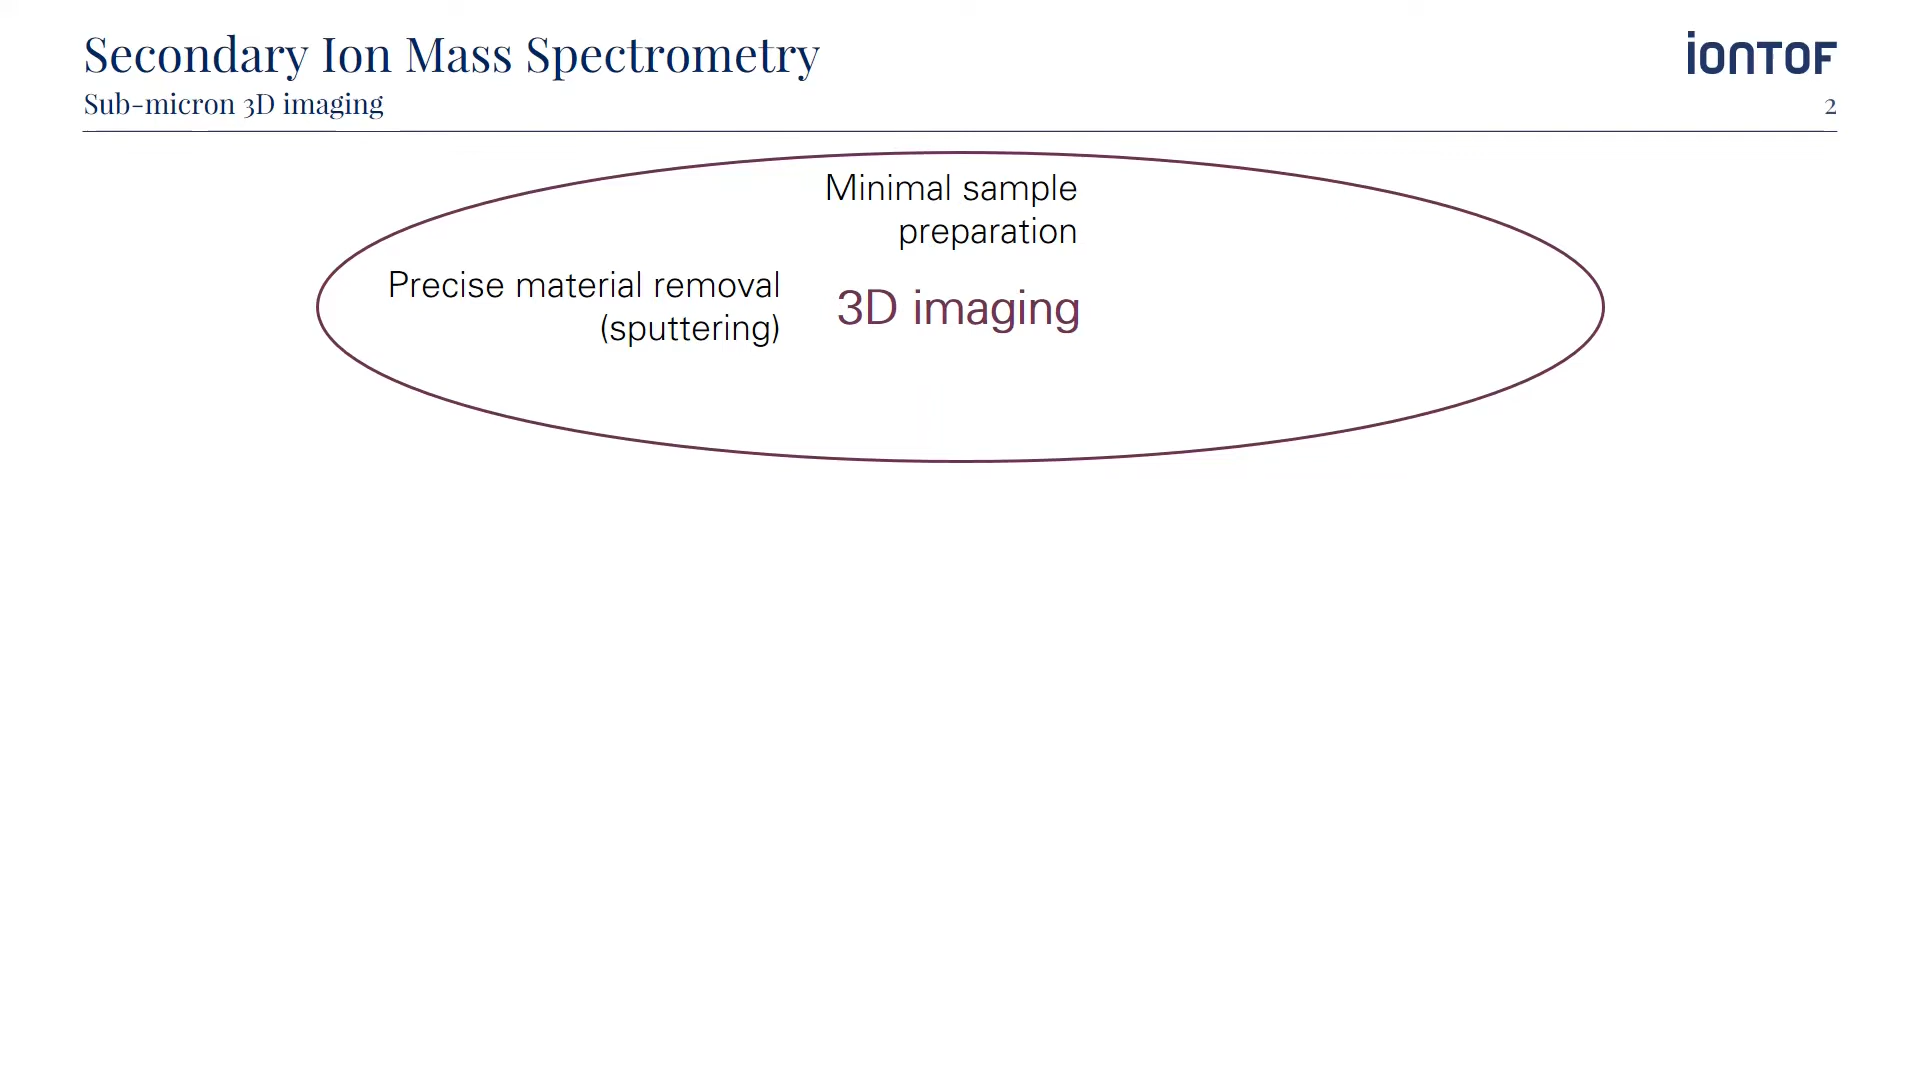 Secondary Ion Mass Spectrometry
iontof
Sub-micron 3D imaging
2
Minimal sample
preparation
Precise material removal
(sputtering)
3D imaging